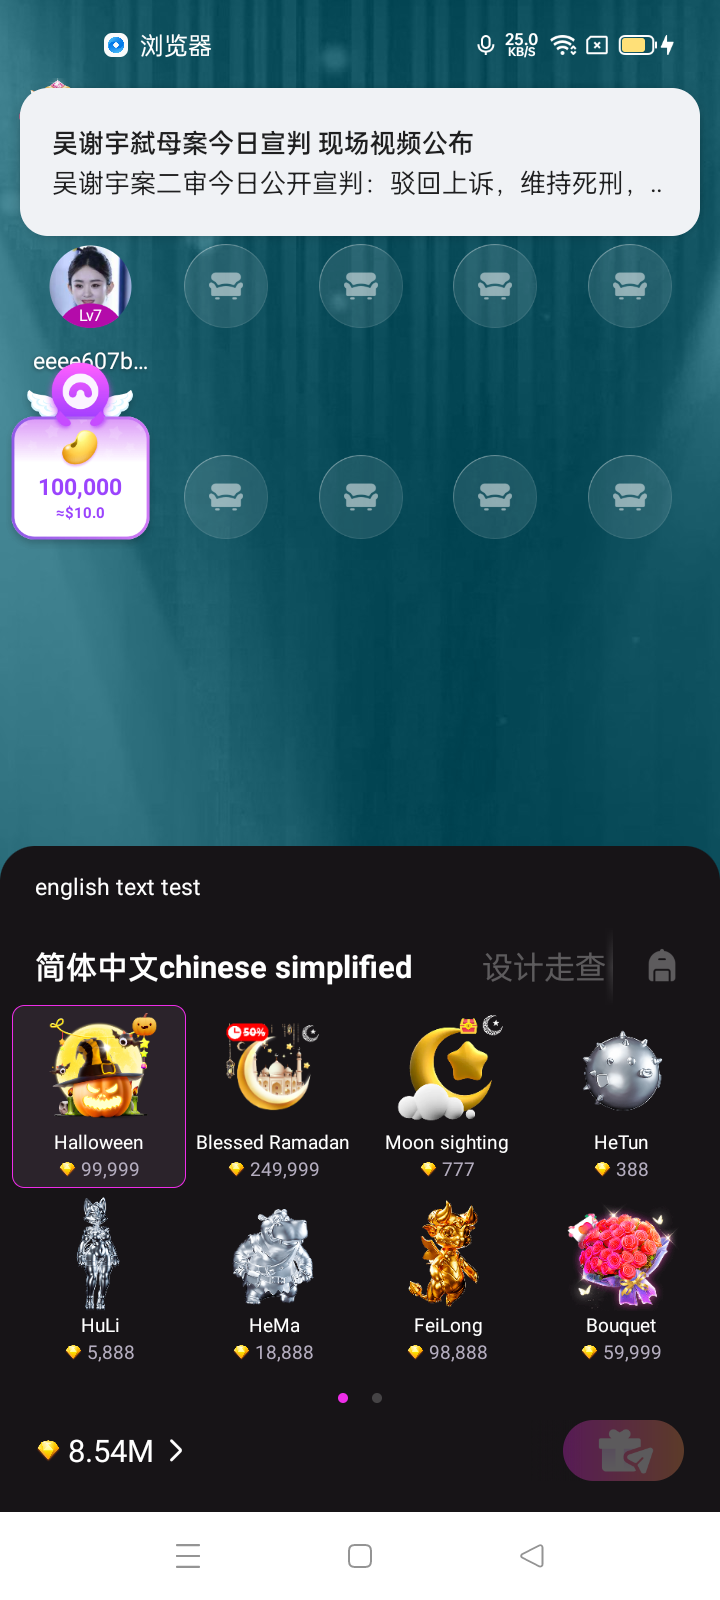 浏览器
25.0
KB/S
吴谢宇弑母案今日宣判 现场视频公布
吴谢宇案二审今日公开宣判：驳回上诉，维持死刑，..
Lv7
eeee607b...
100,000
≈$10.0
english text test
简体中文chinese simplified
设计走查
50%
Halloween
Blessed Ramadan
Moon sighting
HeTun
99,999
249,999
777
388
HuLi
HeMa
FeiLong
Bouquet
5,888
18,888
98,888
59,999
8.54M